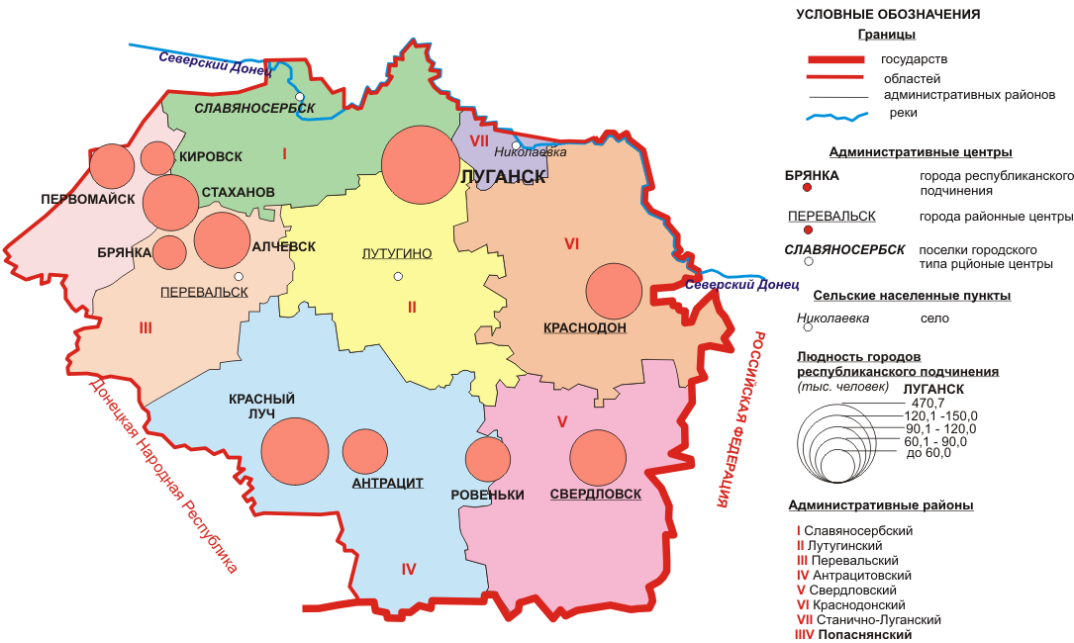 Северский Донец
СЛАВЯНОСЕРБСК
I
VII
Николаевка
КИРОВСК
ЛУГАНСК
ПЕРВОМАЙСК
СТАХАНОВ
БРЯНКА
АЛЧЕВСК
ЛУТУГИНО
VI
ПЕРЕВАЛЬСК
Северский Донец
II
III
КРАСНОДОН
РОССИЙСКАЯ ФЕДЕРАЦИЯ
Донецкая Народная Республика
КРАСНЫЙ
ЛУЧ
V
АНТРАЦИТ
РОВЕНЬКИ
СВЕРДЛОВСК
IV
УСЛОВНЫЕ ОБОЗНАЧЕНИЯ
Границы
государств
областей
административных районов
реки
Административные центры
БРЯНКА
города республиканского
подчинения
ПЕРЕВАЛЬСК
города районные центры
СЛАВЯНОСЕРБСК
поселки городского
типа рцйоные центры
Сельские населенные пункты
Николаевка
село
Людность городов
республиканского подчинения
(тыс. человек) ЛУГАНСК
470,7
120,1 -150,0
90,1 - 120,0
60,1 - 90,0
до 60,0
Административные районы
I Славяносербский
II Лутугинский
III Перевальский
IV Антрацитовский
V Свердловский
VI Краснодонский
VII Станично-Луганский
IIIV Попаснянский